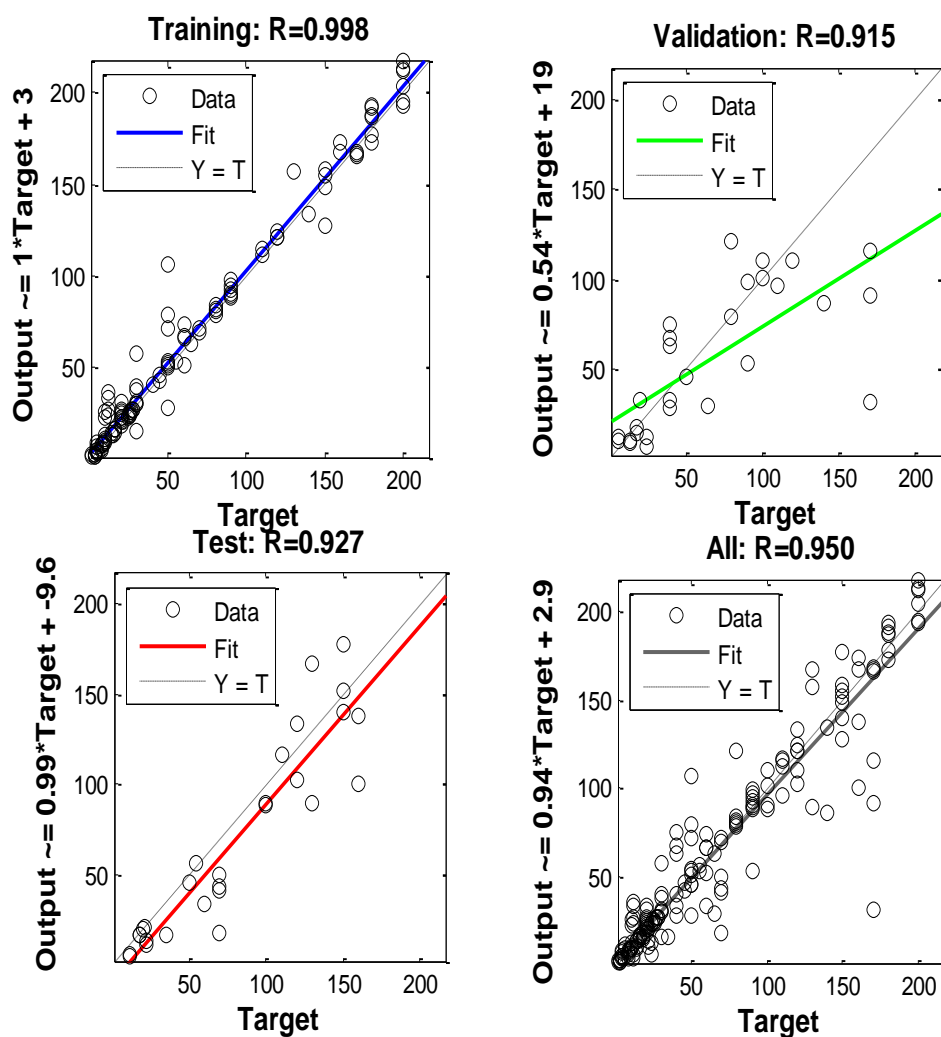 Training: R=0.998
Output ~= 1*Target + 3
Data
Fit
Y = T
200
150
100
50
50 100 150 200
Target
Validation: R=0.915
Output ~= 0.54*Target + 19
Data
Fit
Y = T
200
150
100
50
50 100 150 200
Target
Test: R=0.927
Output ~= 0.99*Target + -9.6
Data
Fit
Y = T
200
150
100
50
50 100 150 200
Target
All: R=0.950
Output ~= 0.94*Target + 2.9
Data
Fit
Y = T
200
150
100
50
50 100 150 200
Target